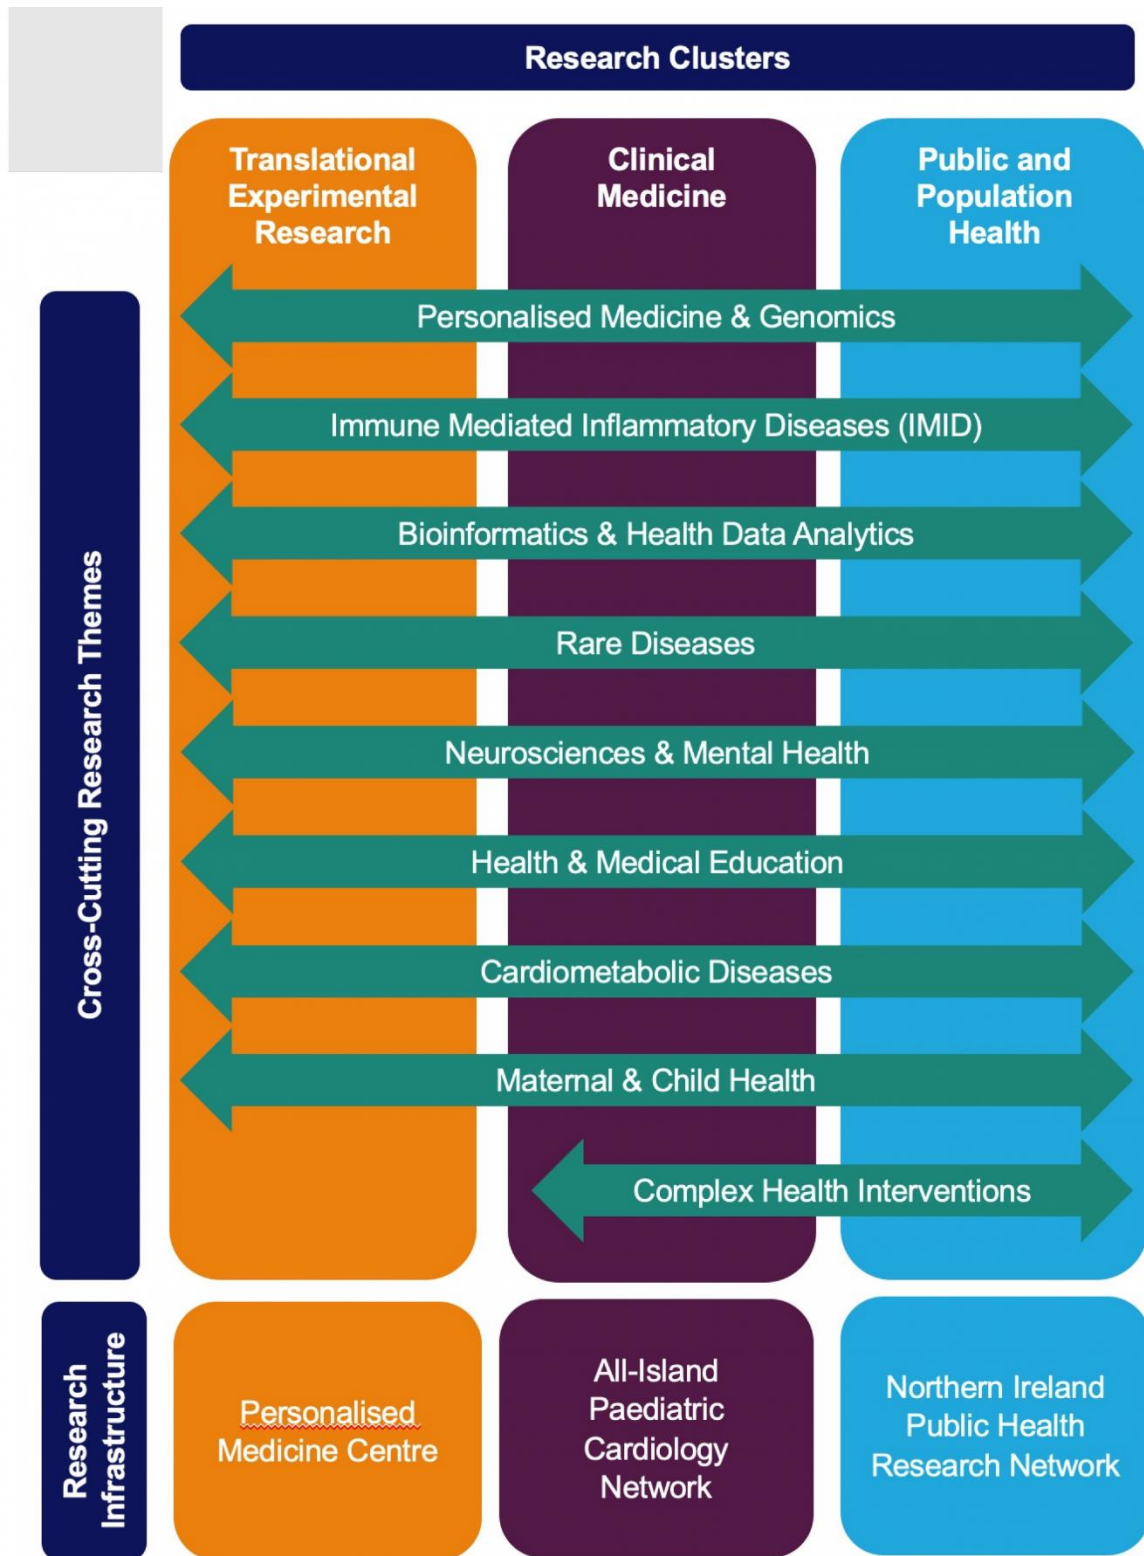 Research Clusters
Translational
Experimental
Research
Clinical
Medicine
Public and
Population
Health
Cross-Cutting Research Themes
Personalised Medicine & Genomics
Immune Mediated Inflammatory Diseases (IMID)
Bioinformatics & Health Data Analytics
Rare Diseases
Neurosciences & Mental Health
Health & Medical Education
Cardiometabolic Diseases
Maternal & Child Health
Complex Health Interventions
Research
Infrastructure
Personalised
Medicine Centre
All-Island
Paediatric
Cardiology
Network
Northern Ireland
Public Health
Research Network